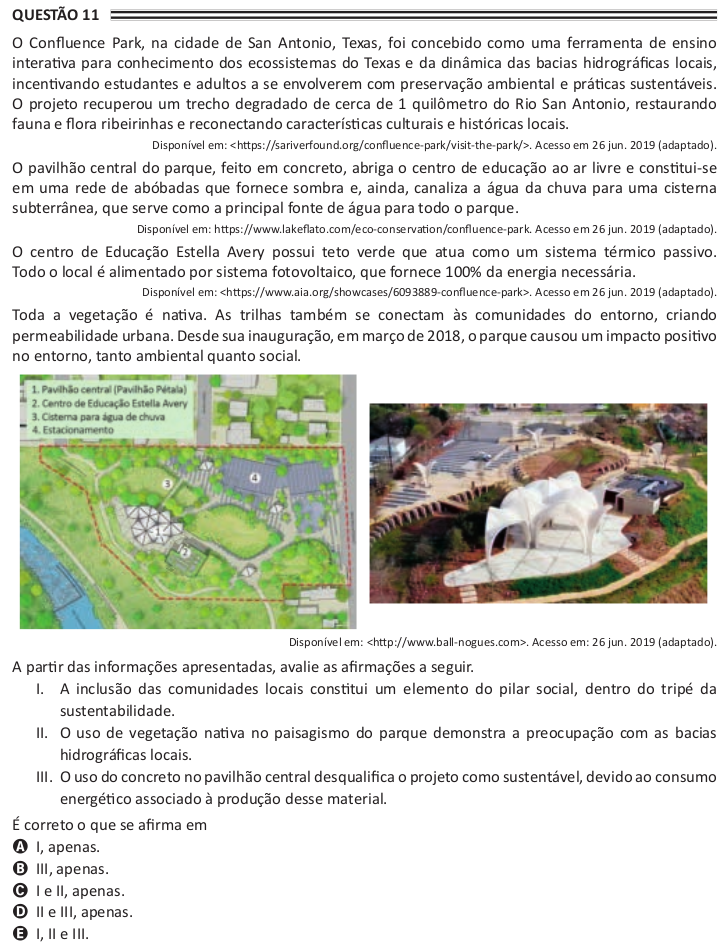 QUESTÃO 11
O Confluence Park, na cidade de San Antonio, Texas, foi concebido como uma ferramenta de ensino
interativa para conhecimento dos ecossistemas do Texas e da dinâmica das bacias hidrográficas locais,
incentivando estudantes e adultos a se envolverem com preservação ambiental e práticas sustentáveis.
O projeto recuperou um trecho degradado de cerca de 1 quilômetro do Rio San Antonio, restaurando
fauna e flora ribeirinhas e reconectando características culturais e históricas locais.
Disponível em: <https://sariverfound.org/confluence-park/visit-the-park/>. Acesso em 26 jun. 2019 (adaptado).
O pavilhão central do parque, feito em concreto, abriga o centro de educação ao ar livre e constitui-se
em uma rede de abóbadas que fornece sombra e, ainda, canaliza a água da chuva para uma cisterna
subterrânea, que serve como a principal fonte de água para todo o parque.
Disponível em: https://www.lakeflato.com/eco-conservation/confluence-park. Acesso em 26 jun. 2019 (adaptado).
O centro de Educação Estella Avery possui teto verde que atua como um sistema térmico passivo.
Todo o local é alimentado por sistema fotovoltaico, que fornece 100% da energia necessária.
Disponível em: <https://www.aia.org/showcases/6093889-confluence-park>. Acesso em 26 jun. 2019 (adaptado).
Toda a vegetação é nativa. As trilhas também se conectam às comunidades do entorno, criando
permeabilidade urbana. Desde sua inauguração, em março de 2018, o parque causou um impacto positivo
no entorno, tanto ambiental quanto social.
1. Pavilhão central (Pavilhão Pétala)
2. Centro de Educação Estella Avery
3. Cisterna para água de chuva
4. Estacionamento
3
4
1
2
Disponível em: <http://www.ball-nogues.com>. Acesso em: 26 jun. 2019 (adaptado).
A partir das informações apresentadas, avalie as afirmações a seguir.
I. A inclusão das comunidades locais constitui um elemento do pilar social, dentro do tripé da
sustentabilidade.
II. O uso de vegetação nativa no paisagismo do parque demonstra a preocupação com as bacias
hidrográficas locais.
III. O uso do concreto no pavilhão central desqualifica o projeto como sustentável, devido ao consumo
energético associado à produção desse material.
É correto o que se afirma em
A I, apenas.
B III, apenas.
C I e II, apenas.
D II e III, apenas.
E I, II e III.